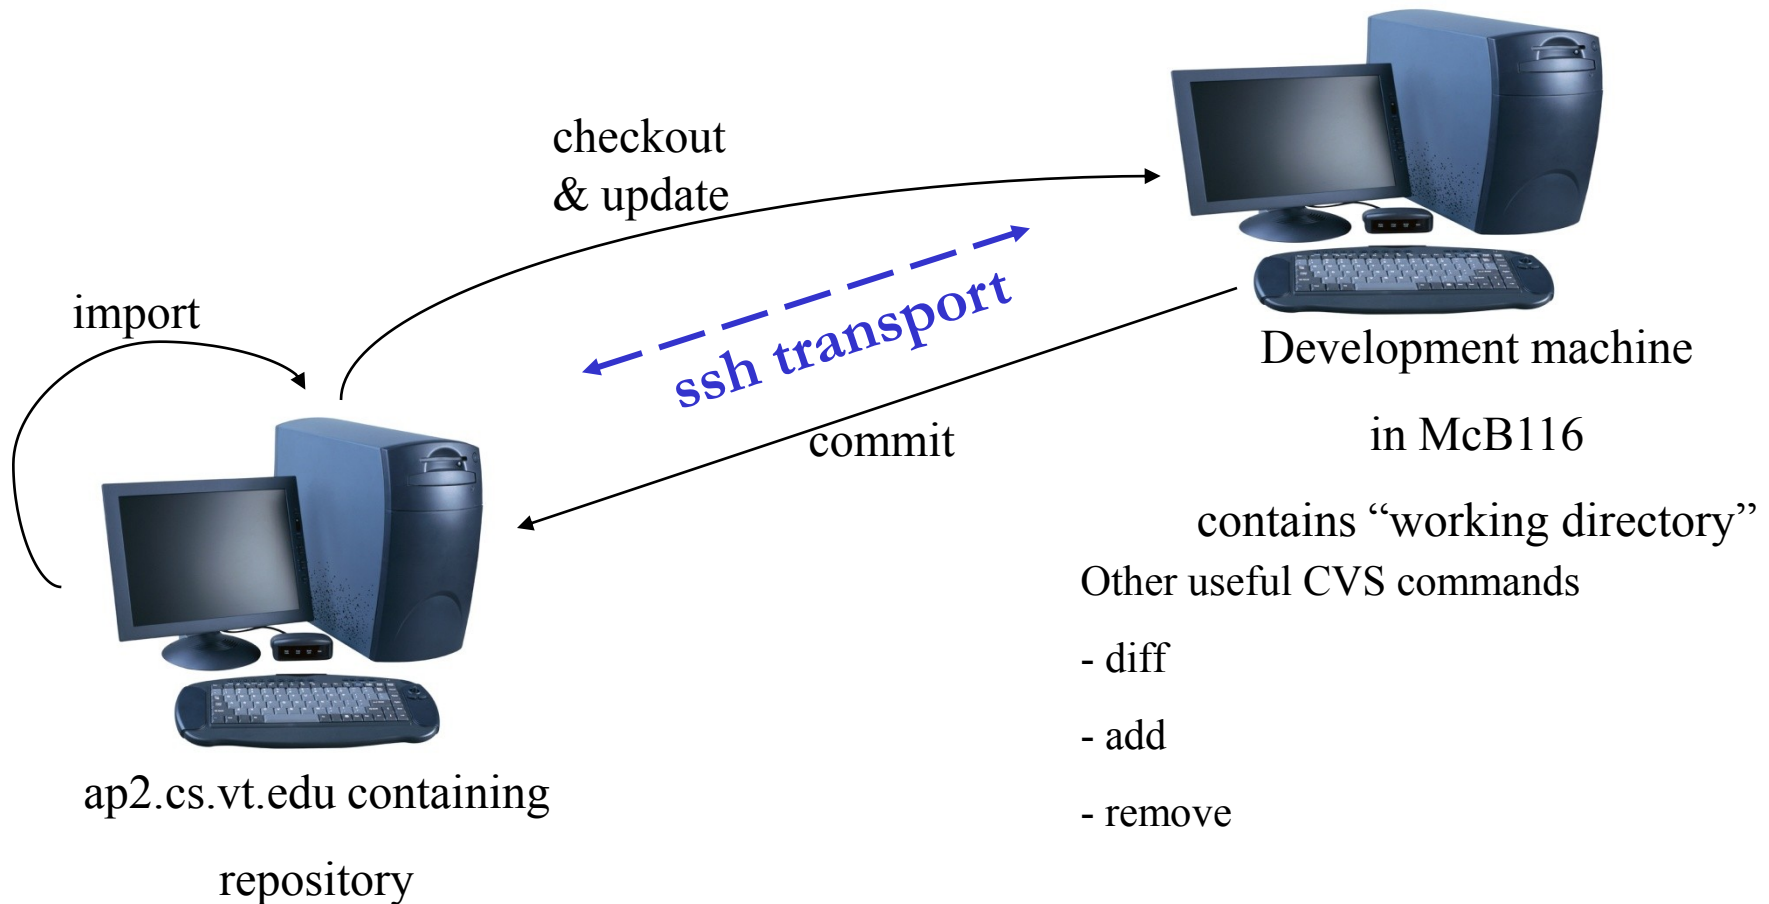 checkout
& update
import
ssh transport
commit
Development machine
in McB116
contains “working directory”
Other useful CVS commands
- diff
- add
- remove
ap2.cs.vt.edu containing
repository